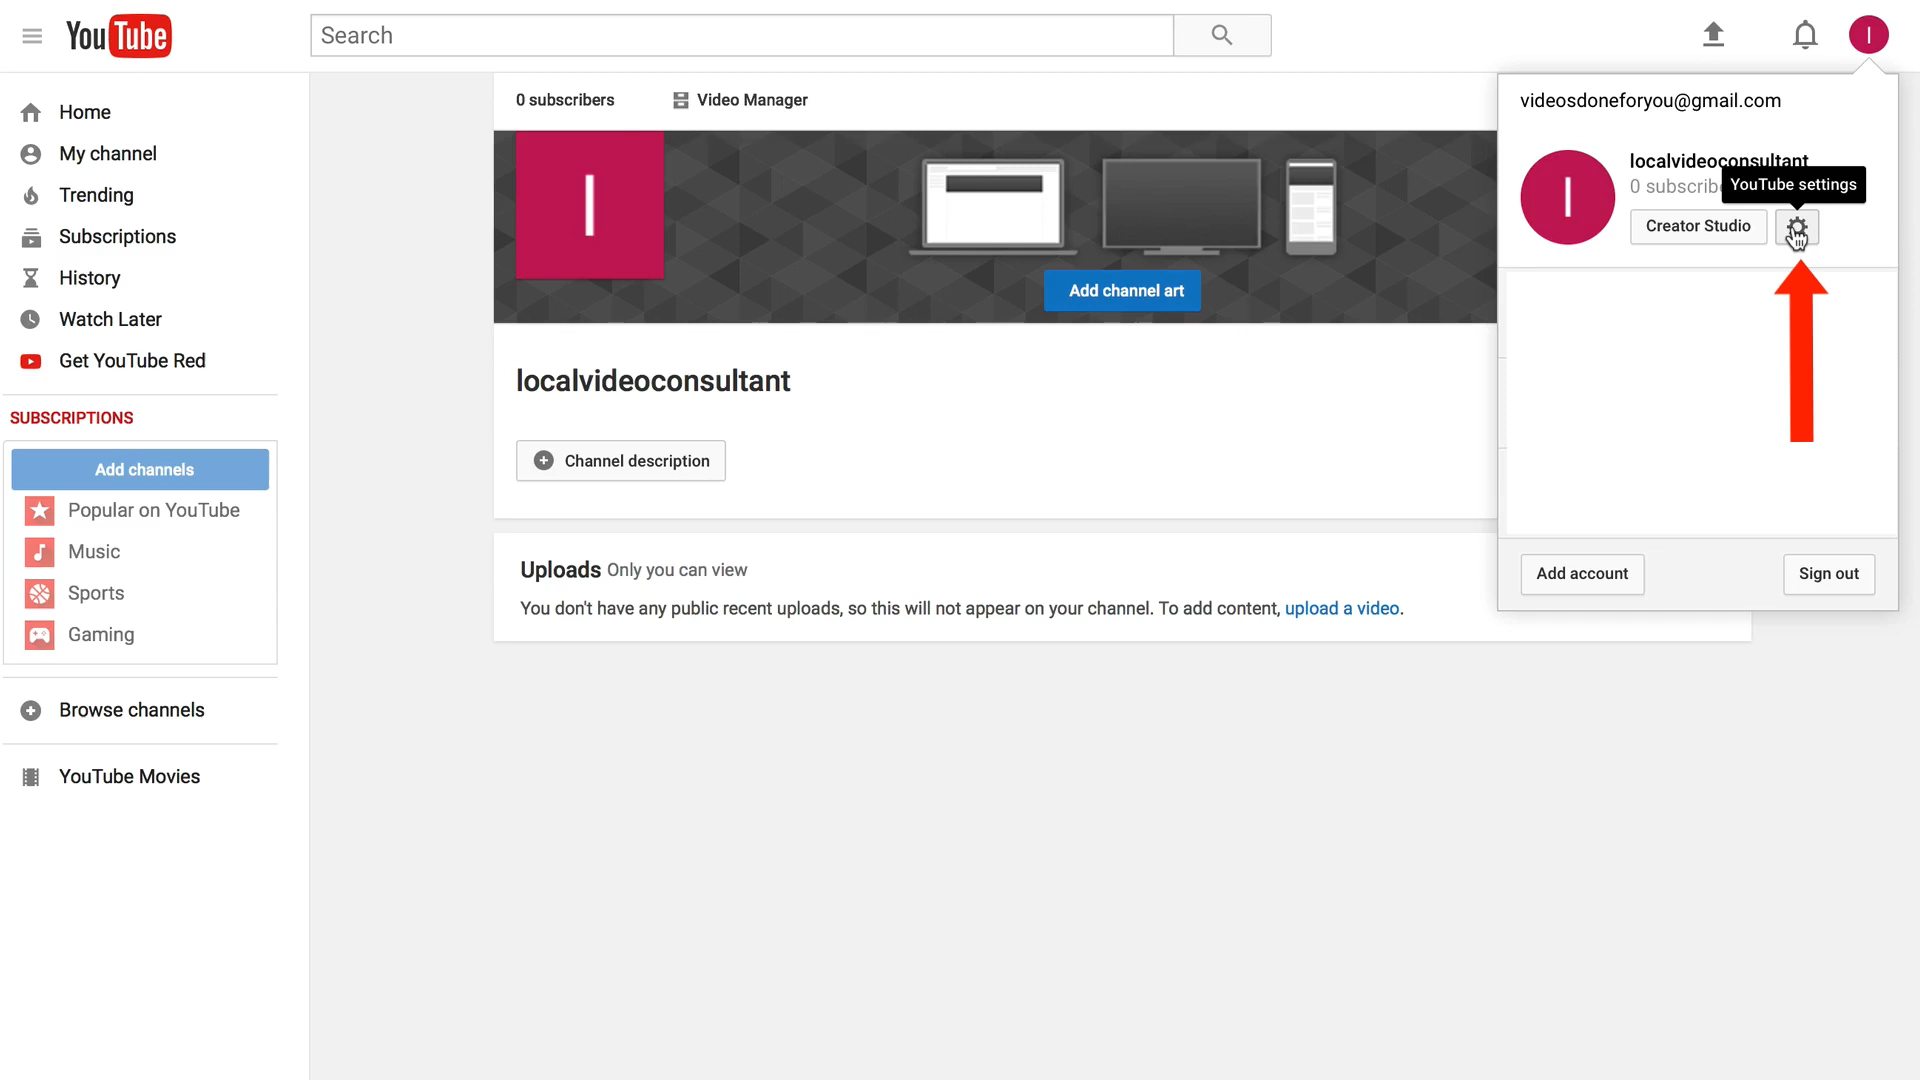 YouTube
Search
0 subscribers
Video Manager
videosdoneforyou@gmail.com
localvideoconsultant
0 subscribe
YouTube settings
Creator Studio
Home
My channel
Trending
Subscriptions
History
Watch Later
Get YouTube Red
SUBSCRIPTIONS
Add channels
Popular on YouTube
Music
Sports
Gaming
Browse channels
YouTube Movies
l
l
l
Add channel art
localvideoconsultant
Channel description
Uploads Only you can view
You don't have any public recent uploads, so this will not appear on your channel. To add content, upload a video.
Add account
Sign out